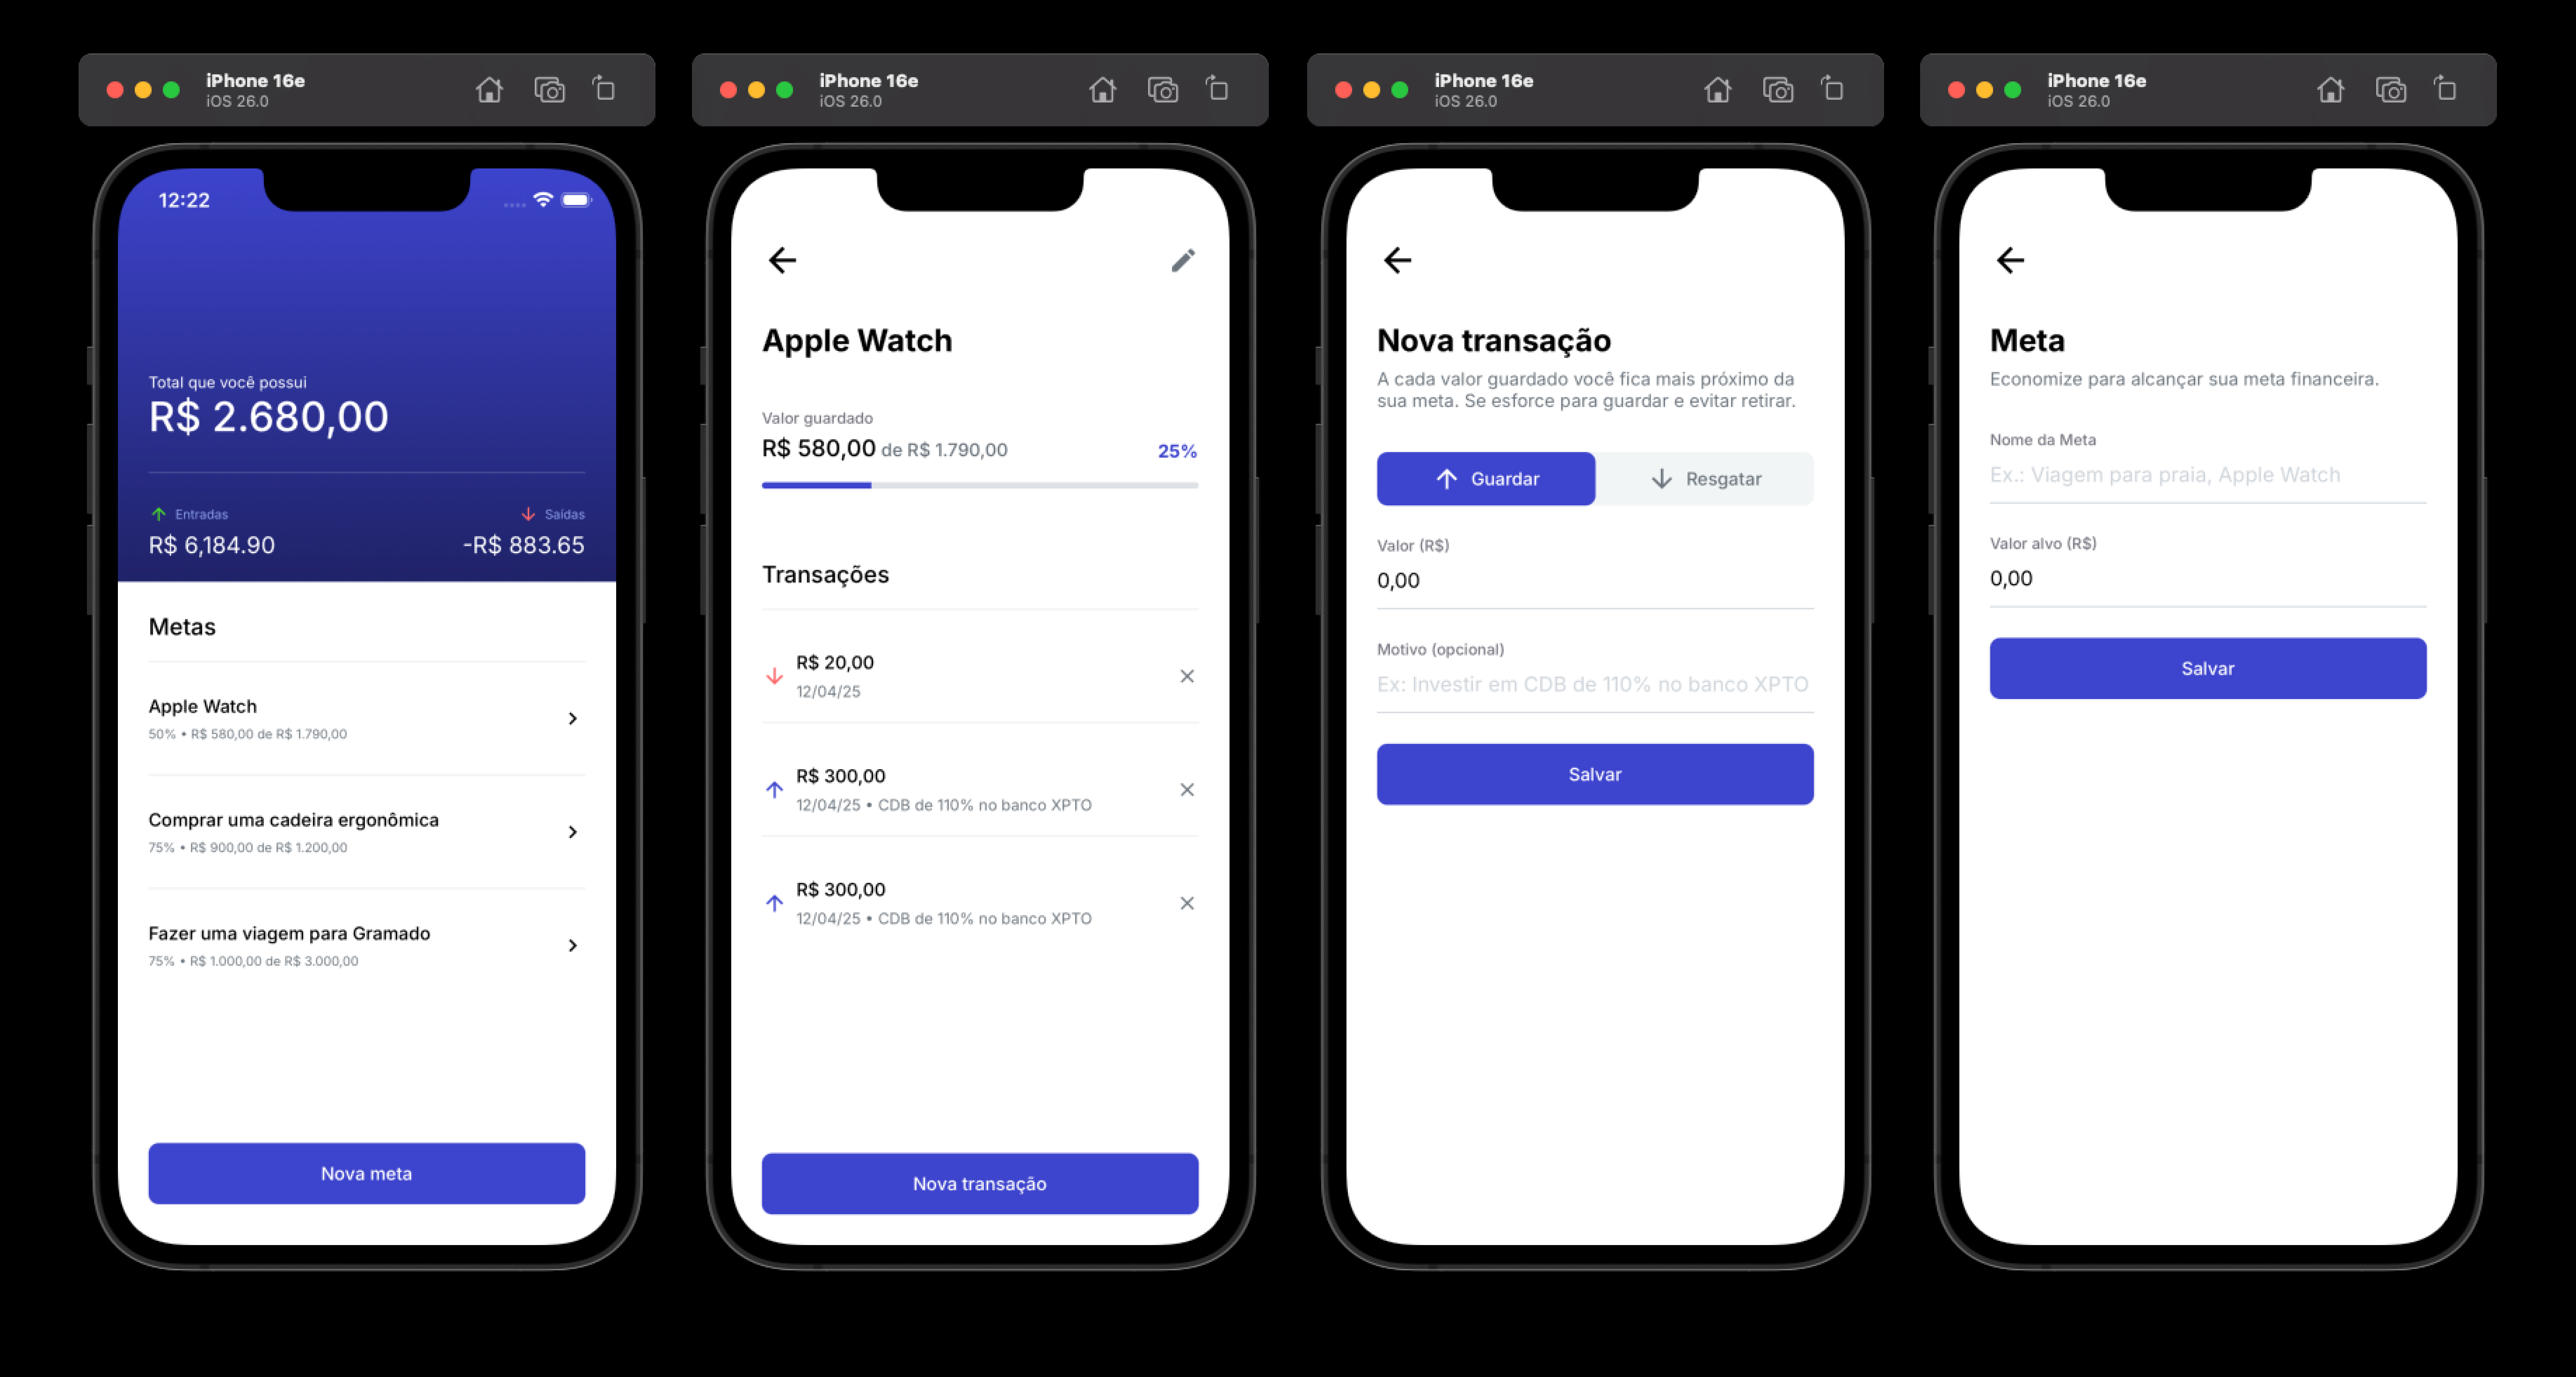 iPhone 16e
iOS 26.0
12:22
Total que você possui
R$ 2.680,00
Entradas
Saídas
R$ 6,184.90
-R$ 883.65
Metas
Apple Watch
50% • R$ 580,00 de R$ 1.790,00
Comprar uma cadeira ergonômica
75% • R$ 900,00 de R$ 1.200,00
Fazer uma viagem para Gramado
75% • R$ 1.000,00 de R$ 3.000,00
Nova meta
iPhone 16e
iOS 26.0
Apple Watch
Valor guardado
R$ 580,00 de R$ 1.790,00
25%
Transações
R$ 20,00
12/04/25
R$ 300,00
12/04/25 • CDB de 110% no banco XPTO
R$ 300,00
12/04/25 • CDB de 110% no banco XPTO
Nova transação
iPhone 16e
iOS 26.0
Nova transação
A cada valor guardado você fica mais próximo da
sua meta. Se esforce para guardar e evitar retirar.
Guardar
Resgatar
Valor (R$)
0,00
Motivo (opcional)
Ex: Investir em CDB de 110% no banco XPTO
Salvar
iPhone 16e
iOS 26.0
Meta
Economize para alcançar sua meta financeira.
Nome da Meta
Ex.: Viagem para praia, Apple Watch
Valor alvo (R$)
0,00
Salvar